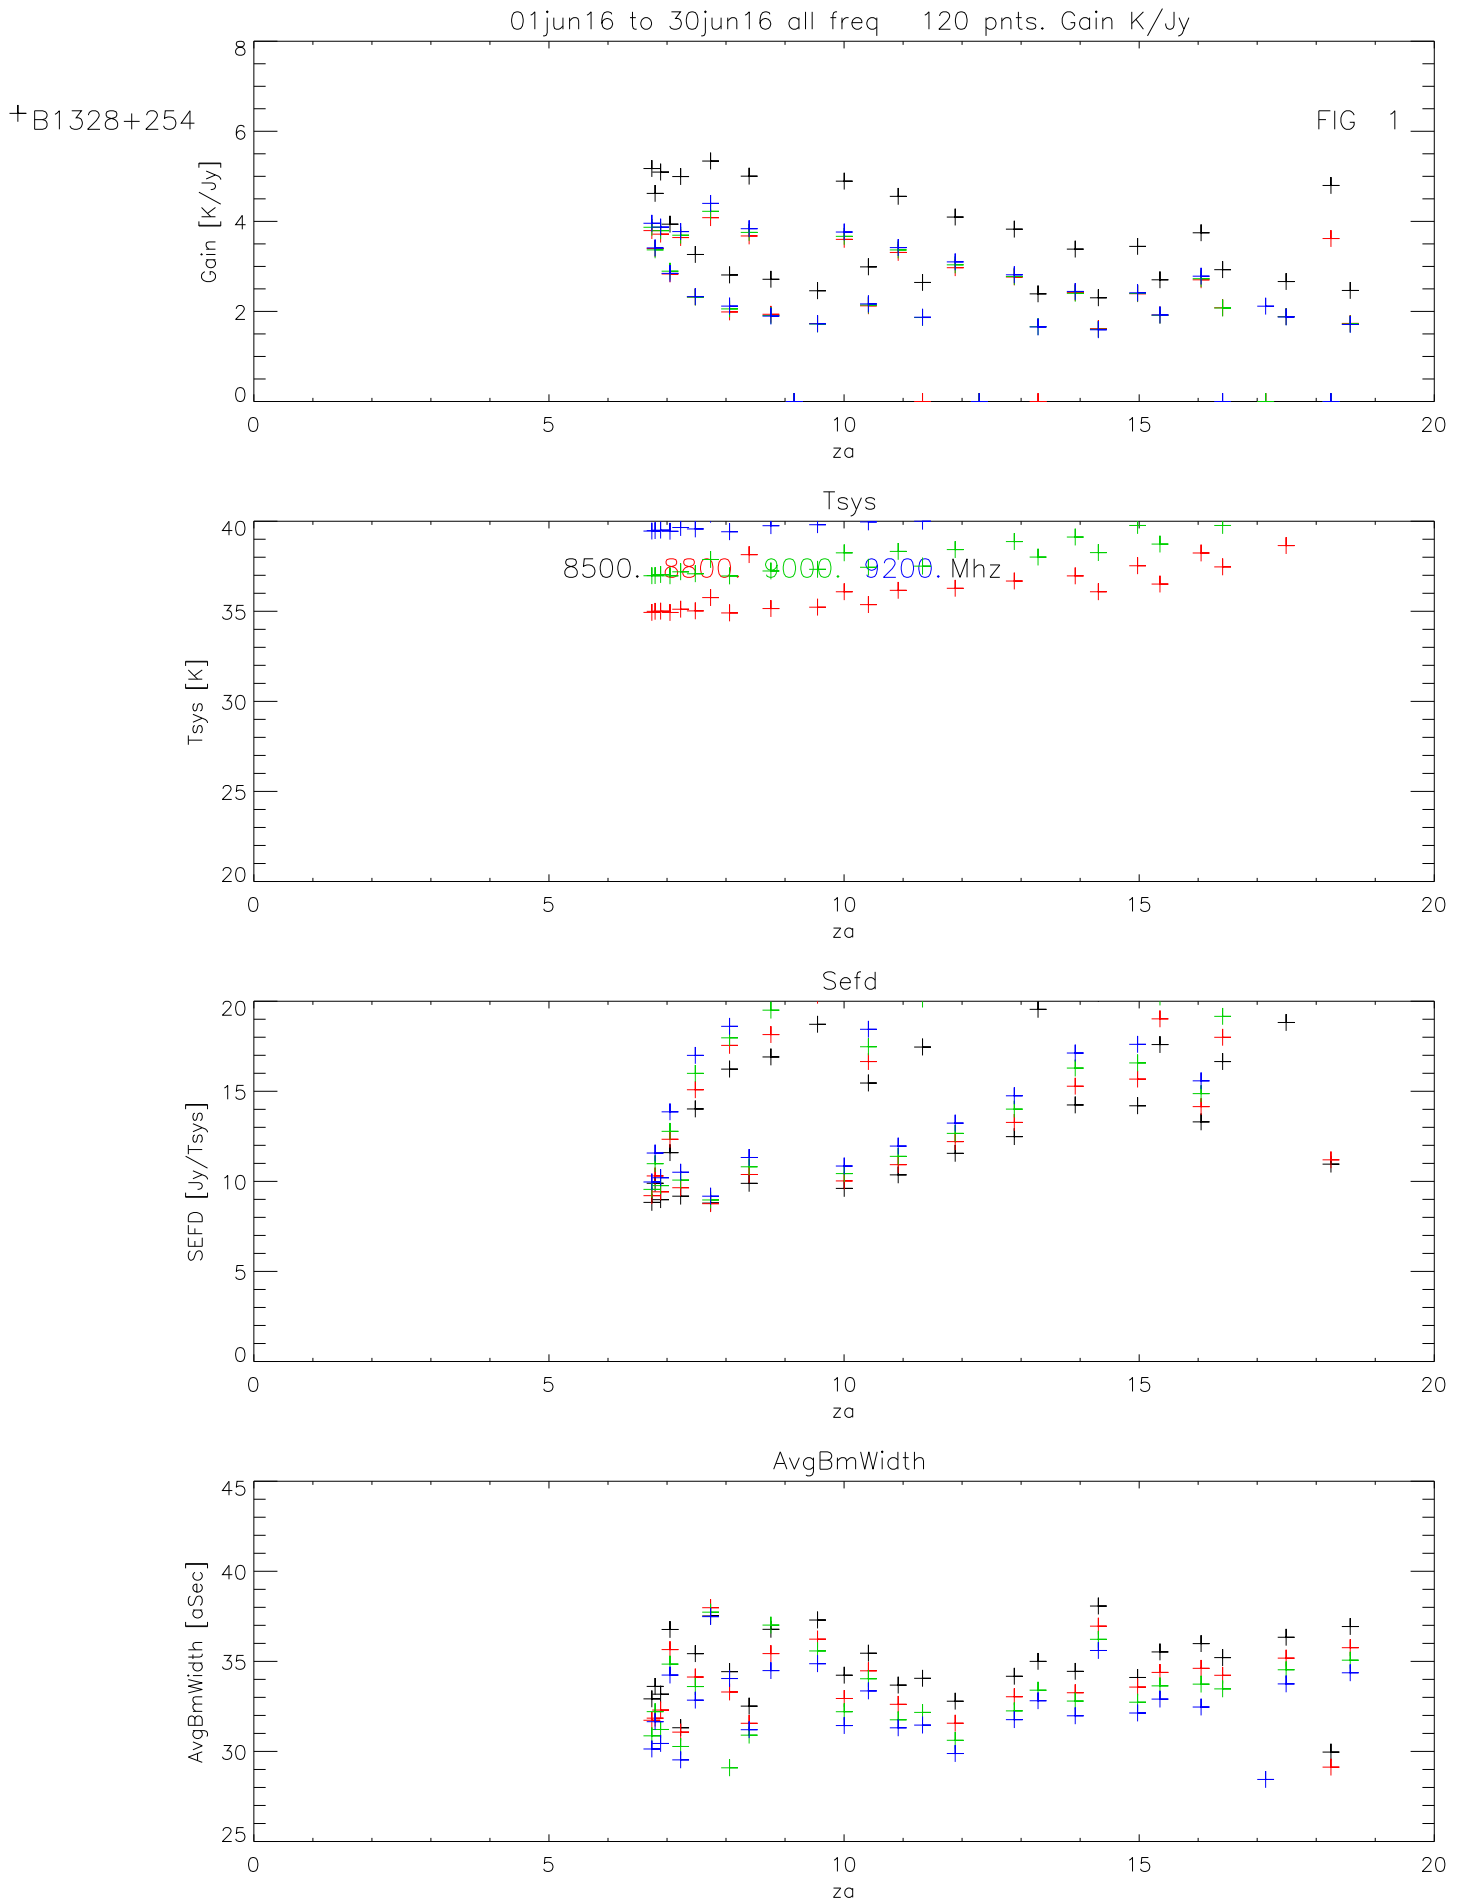 01jun16 to 30jun16 all freq 120 pnts. Gain K/Jy
+B1328+254
FIG 1
Gain [K/Jy]
8
6
4
2
0
0 5 10 15 20
za
Tsys
8500. 8800. 9000. 9200. Mhz
Tsys [K]
40
35
30
25
20
0 5 10 15 20
za
Sefd
SEFD [Jy/Tsys]
20
15
10
5
0
0 5 10 15 20
za
AvgBmWidth
AvgBmWidth [aSec]
45
40
35
30
25
0 5 10 15 20
za